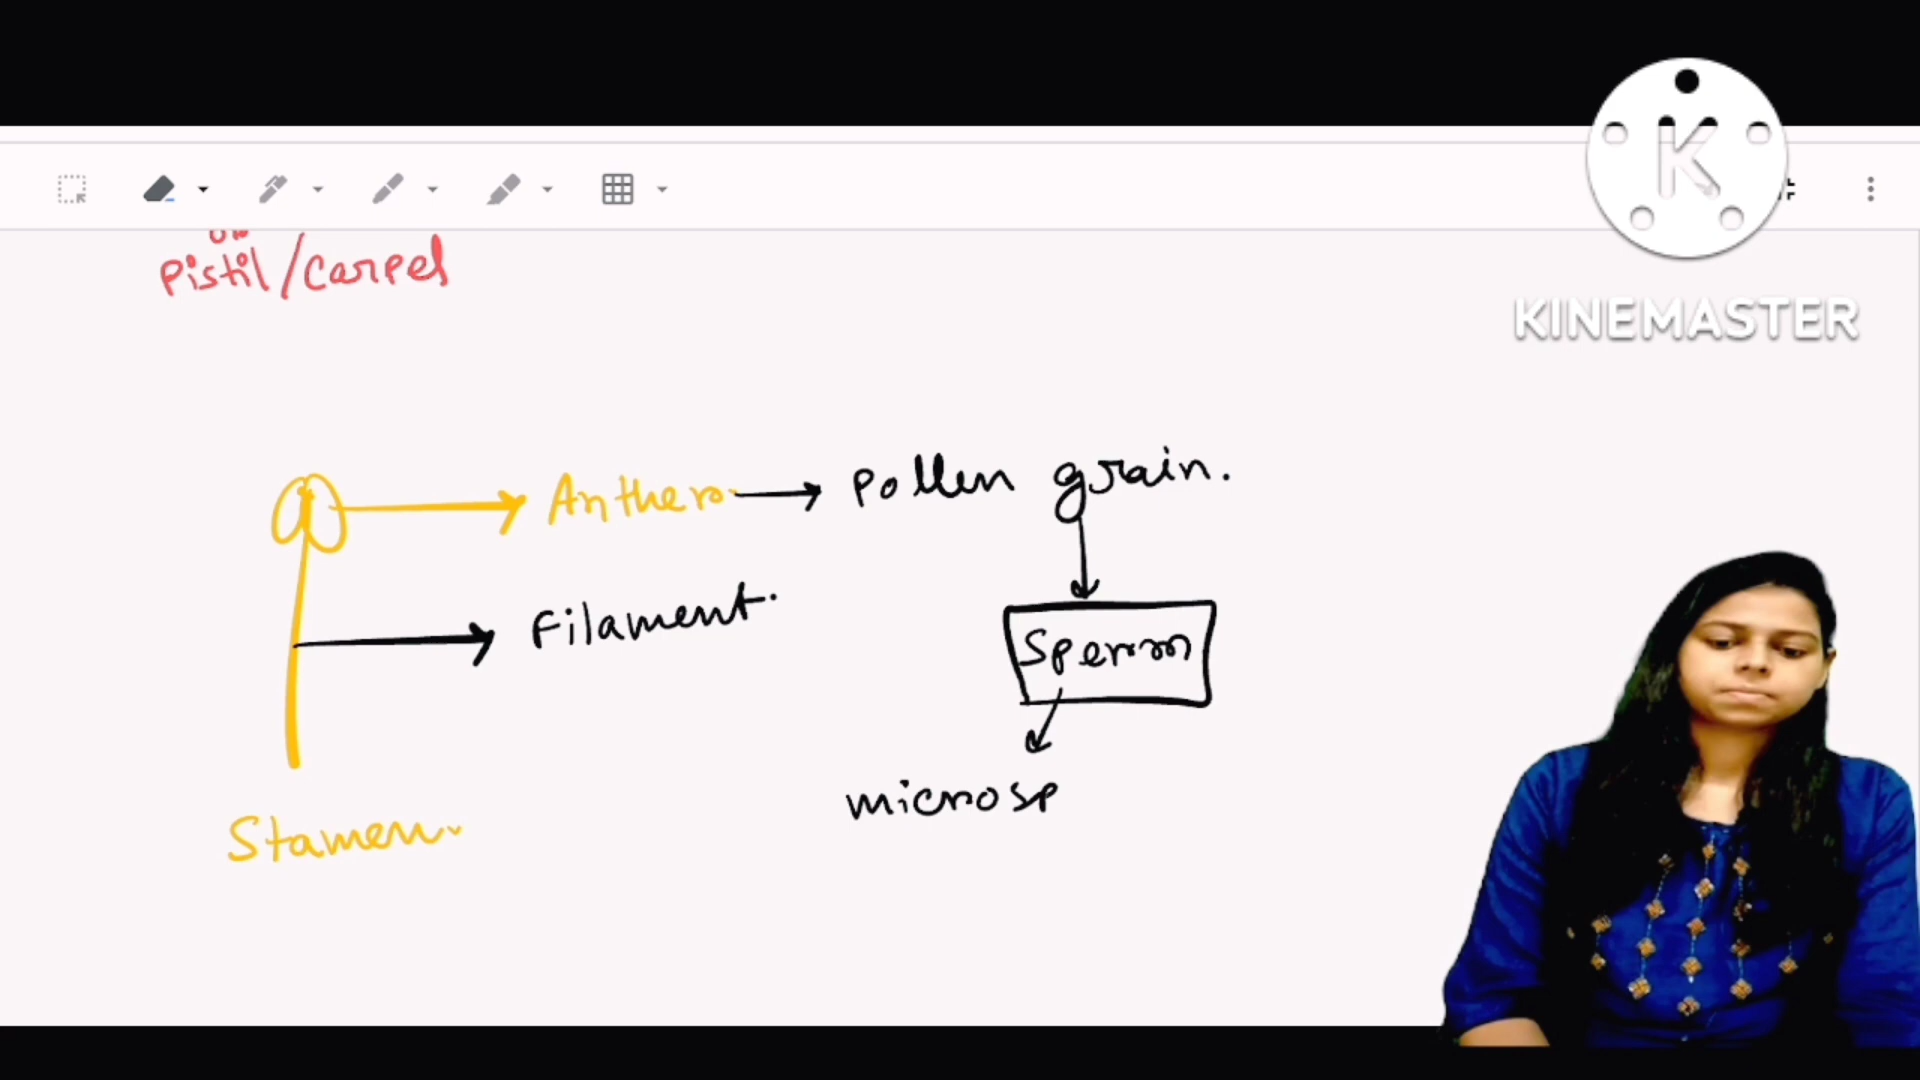 Pistil/Carpel
K
KINEMASTER
Anther
Pollen grain.
Filament.
Sperm
microsp
Stamen